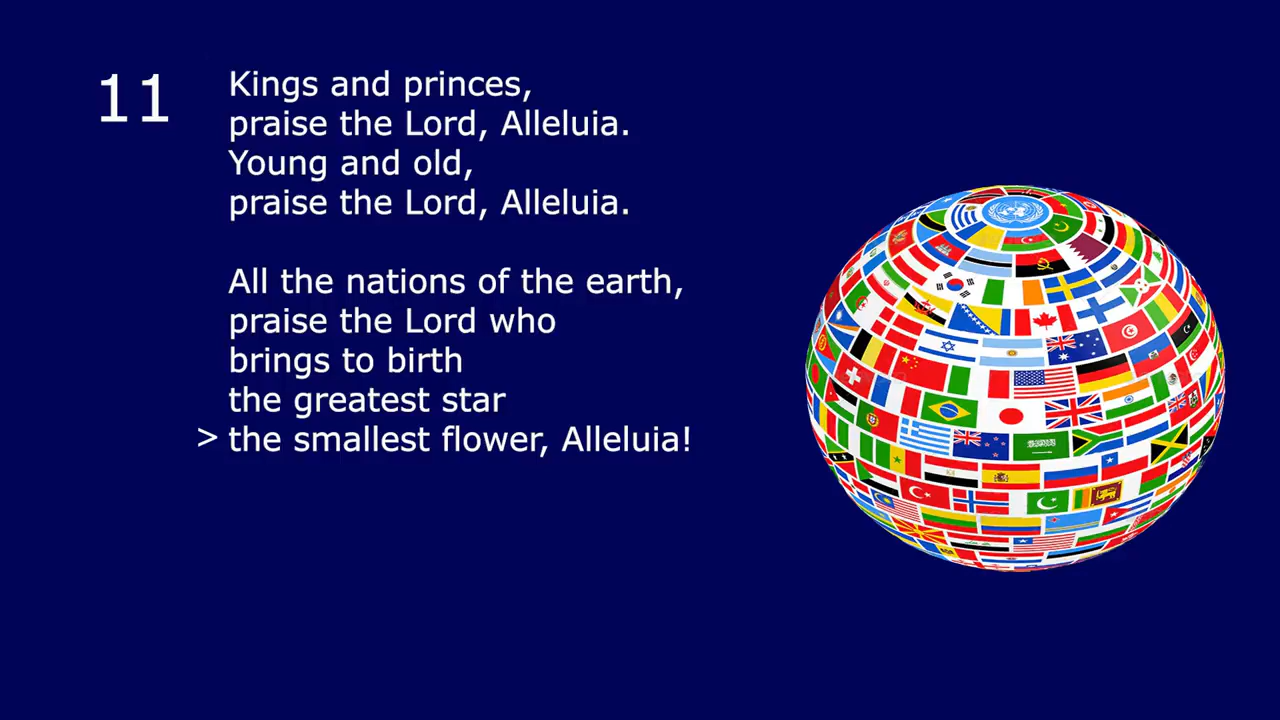 11
Kings and princes,
praise the Lord, Alleluia.
Young and old,
praise the Lord, Alleluia.
All the nations of the earth,
praise the Lord who
brings to birth
the greatest star
> the smallest flower, Alleluia!